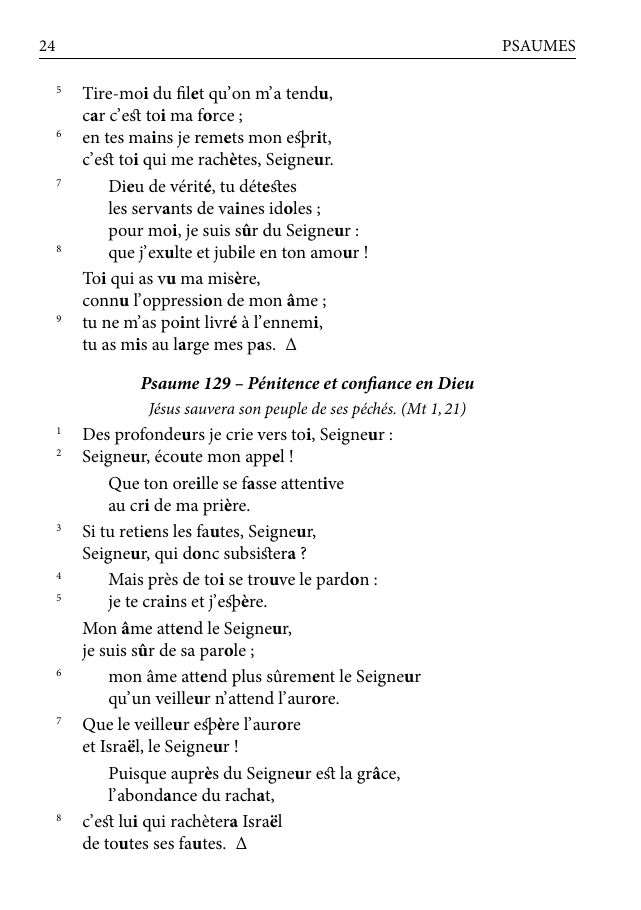 24 PSAUMES
5 Tire-moi du filet qu’on m’a tendu,
car c’est toi ma force ;
6 en tes mains je remets mon esprit,
c’est toi qui me rachètes, Seigneur.
7 Dieu de vérité, tu détestes
les servants de vaines idoles ;
pour moi, je suis sûr du Seigneur :
8 que j’exulte et jubile en ton amour !
Toi qui as vu ma misère,
connu l’oppression de mon âme ;
9 tu ne m’as point livré à l’ennemi,
tu as mis au large mes pas. Δ
Psaume 129 – Pénitence et confiance en Dieu
Jésus sauvera son peuple de ses péchés. (Mt 1, 21)
1 Des profondeurs je crie vers toi, Seigneur :
2 Seigneur, écoute mon appel !
Que ton oreille se fasse attentive
au cri de ma prière.
3 Si tu retiens les fautes, Seigneur,
Seigneur, qui donc subsistera ?
4 Mais près de toi se trouve le pardon :
5 je te crains et j’espère.
Mon âme attend le Seigneur,
je suis sûr de sa parole ;
6 mon âme attend plus sûrement le Seigneur
qu’un veilleur n’attend l’aurore.
7 Que le veilleur espère l’aurore
et Israël, le Seigneur !
Puisque auprès du Seigneur est la grâce,
l’abondance du rachat,
8 c’est lui qui rachètera Israël
de toutes ses fautes. Δ